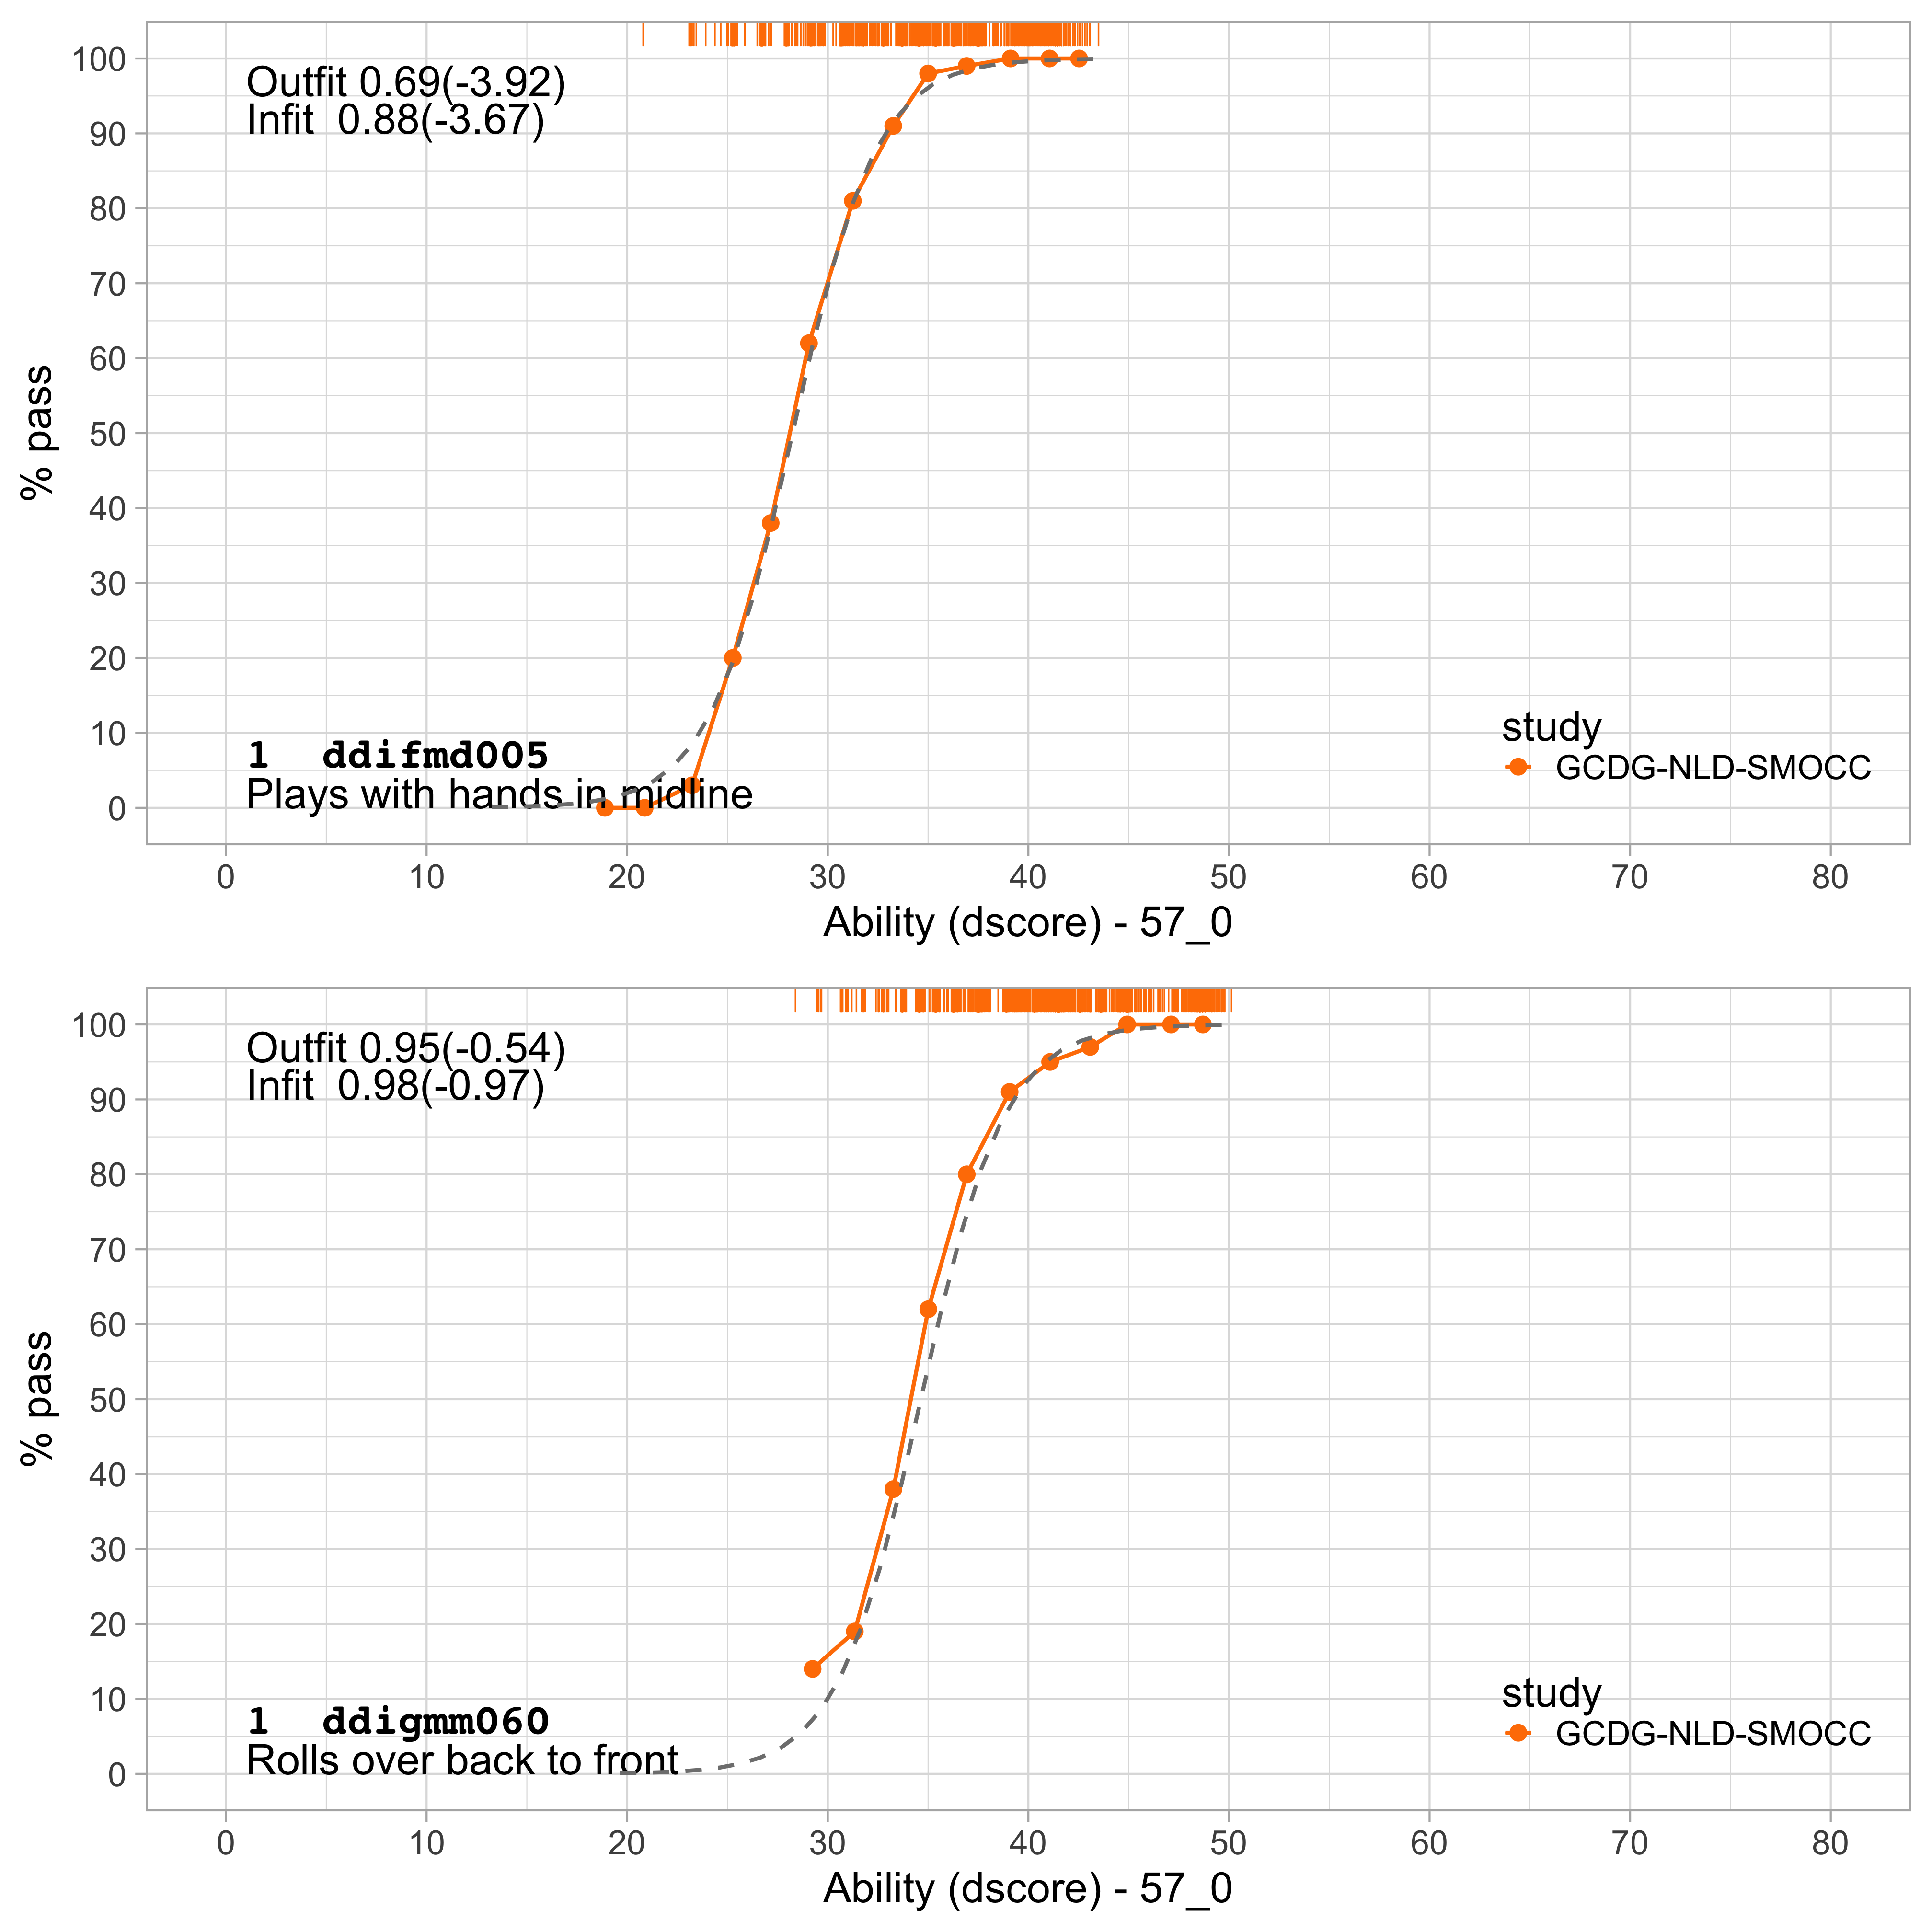 100
90
80
70
60
50
40
30
20
10
0
% pass
Outfit 0.69(-3.92)
Infit 0.88(-3.67)
1 ddifmd005
Plays with hands in midline
study
GCDG-NLD-SMOCC
0 10 20 30 40 50 60 70 80
Ability (dscore) - 57_0
100
90
80
70
60
50
40
30
20
10
0
% pass
Outfit 0.95(-0.54)
Infit 0.98(-0.97)
1 ddigmm060
Rolls over back to front
study
GCDG-NLD-SMOCC
0 10 20 30 40 50 60 70 80
Ability (dscore) - 57_0